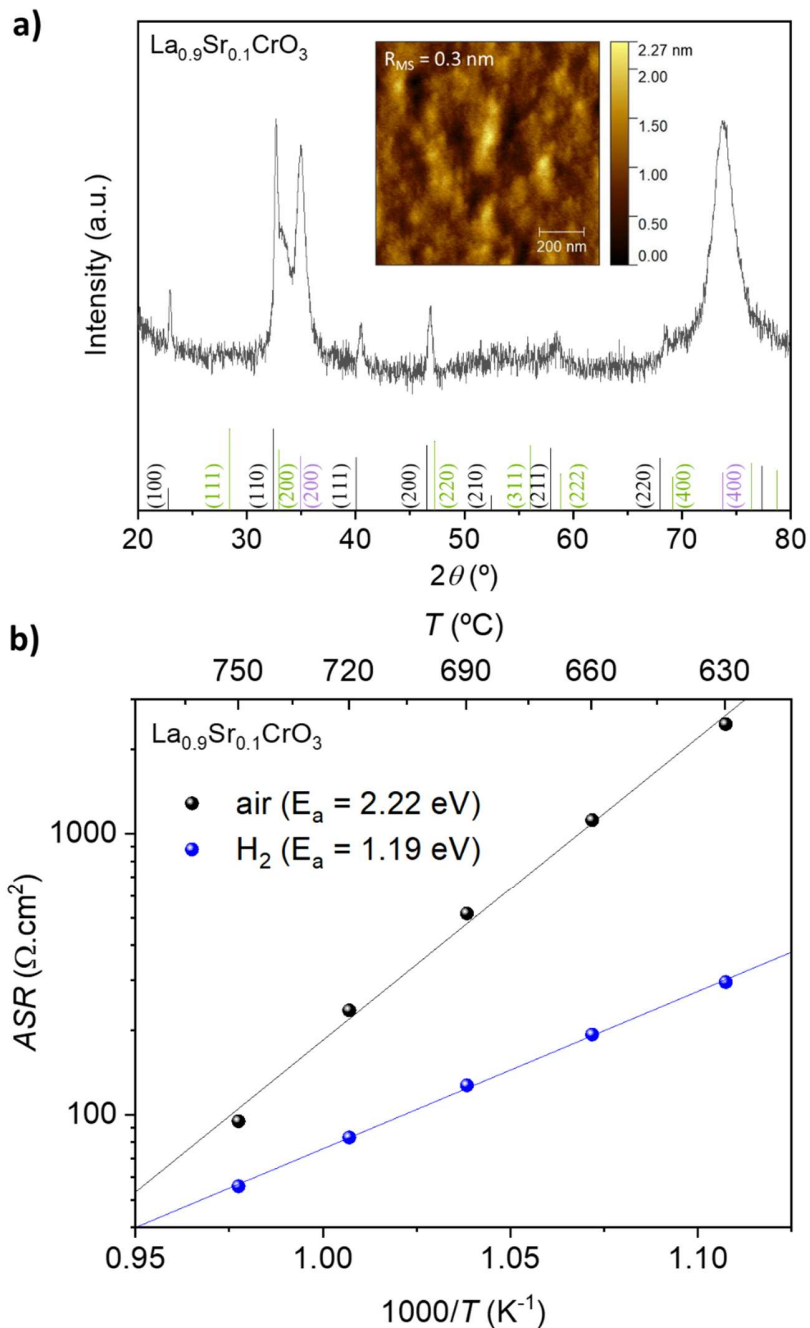 a)
La0.9Sr0.1CrO3
RMS = 0.3 nm
2.27 nm
2.00
1.50
1.00
0.50
0.00
200 nm
Intensity (a.u.)
(100)
(111)
(110)
(200)
(200)
(111)
(200)
(220)
(210)
(311)
(211)
(222)
(220)
(400)
(400)
20 30 40 50 60 70 80
2θ (º)
b)
T (ºC)
750 720 690 660 630
La0.9Sr0.1CrO3
air (Ea = 2.22 eV)
H2 (Ea = 1.19 eV)
1000
100
ASR (Ω.cm²)
0.95 1.00 1.05 1.10
1000/T (K⁻¹)